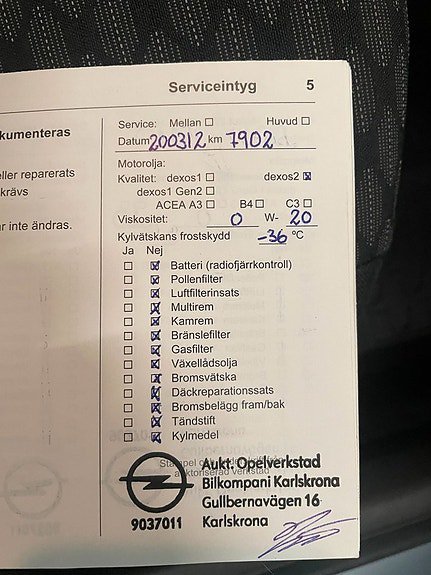 Serviceintyg 5
kumenteras
eller reparerats
krävs
ar inte ändras.
Service: Mellan ☐ Huvud ☐
Datum 200312 km 7902
Motorolja:
Kvalitet: dexos1 ☐ dexos2 ☒
dexos1 Gen2 ☐
ACEA A3 ☐ B4 ☐ C3 ☐
Viskositet: 0 W- 20
Kylvätskans frostskydd -36 °C
Ja Nej
☐ ☒ Batteri (radiofjärrkontroll)
☐ ☒ Pollenfilter
☐ ☒ Luftfilterinsats
☐ ☒ Multirem
☐ ☒ Kamrem
☐ ☒ Bränslefilter
☐ ☒ Gasfilter
☐ ☒ Växellådsolja
☐ ☒ Bromsvätska
☐ ☒ Däckreparationssats
☐ ☒ Bromsbelägg fram/bak
☐ ☒ Tändstift
☐ ☒ Kylmedel
Aukt. Opelverkstad
Bilkompani Karlskrona
Gullbernavägen 16
9037011 Karlskrona